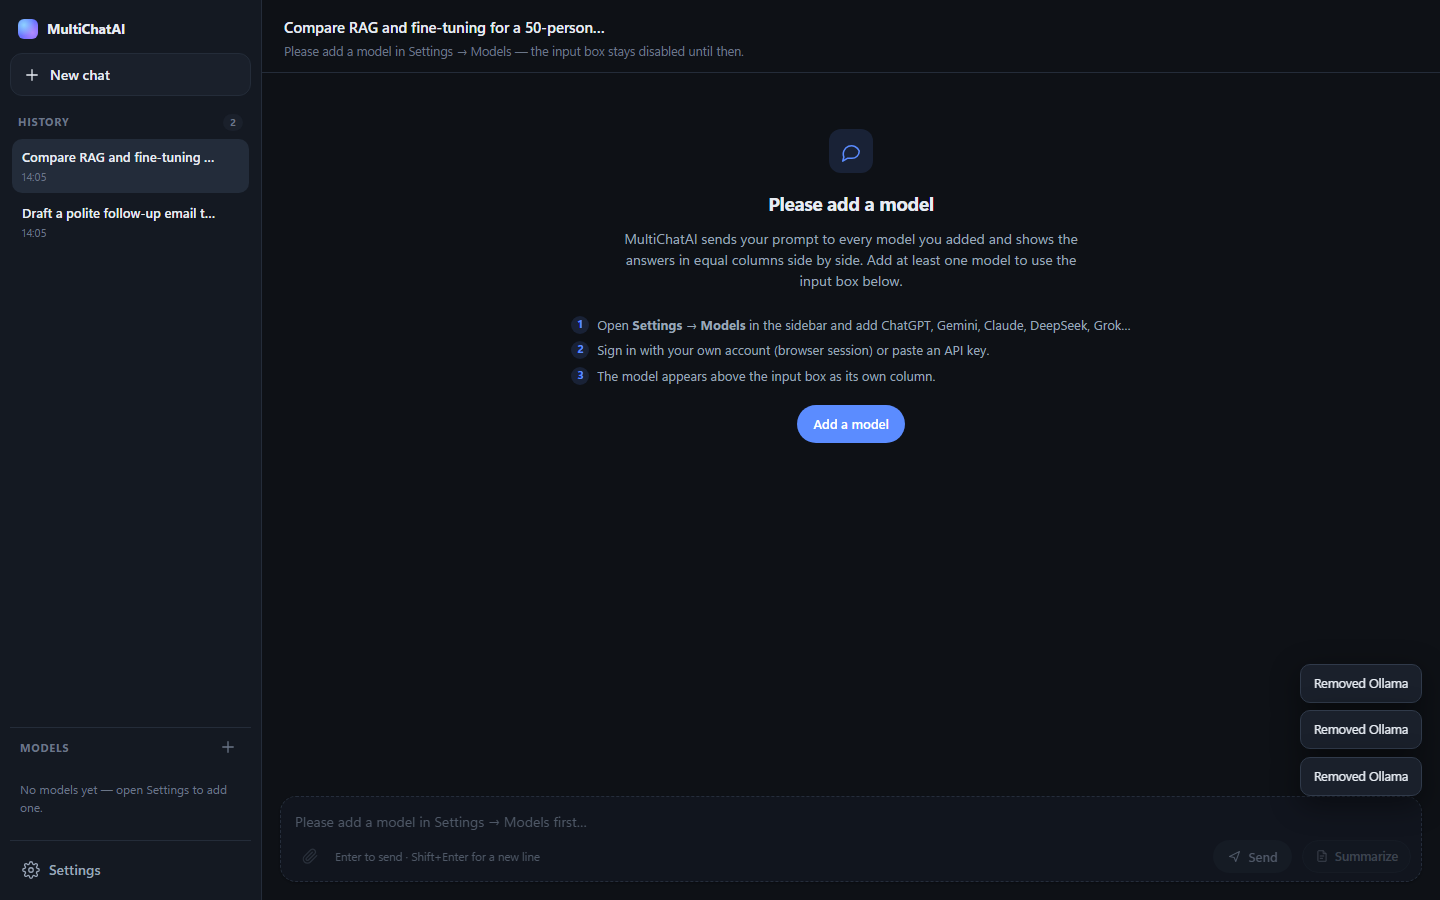 MultiChatAI
New chat
HISTORY 2
Compare RAG and fine-tuning ...
14:05
Draft a polite follow-up email t...
14:05
MODELS
No models yet — open Settings to add
one.
Settings
Compare RAG and fine-tuning for a 50-person...
Please add a model in Settings → Models — the input box stays disabled until then.
Please add a model
MultiChatAI sends your prompt to every model you added and shows the
answers in equal columns side by side. Add at least one model to use the
input box below.
1 Open Settings → Models in the sidebar and add ChatGPT, Gemini, Claude, DeepSeek, Grok...
2 Sign in with your own account (browser session) or paste an API key.
3 The model appears above the input box as its own column.
Add a model
Removed Ollama
Removed Ollama
Removed Ollama
Please add a model in Settings → Models first...
Enter to send · Shift+Enter for a new line
Send
Summarize